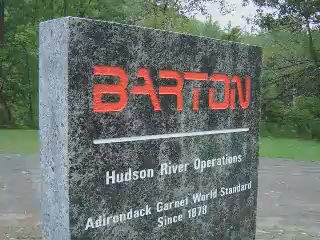 BARTON
Hudson River Operations
Adirondack Garnet World Standard
Since 1878